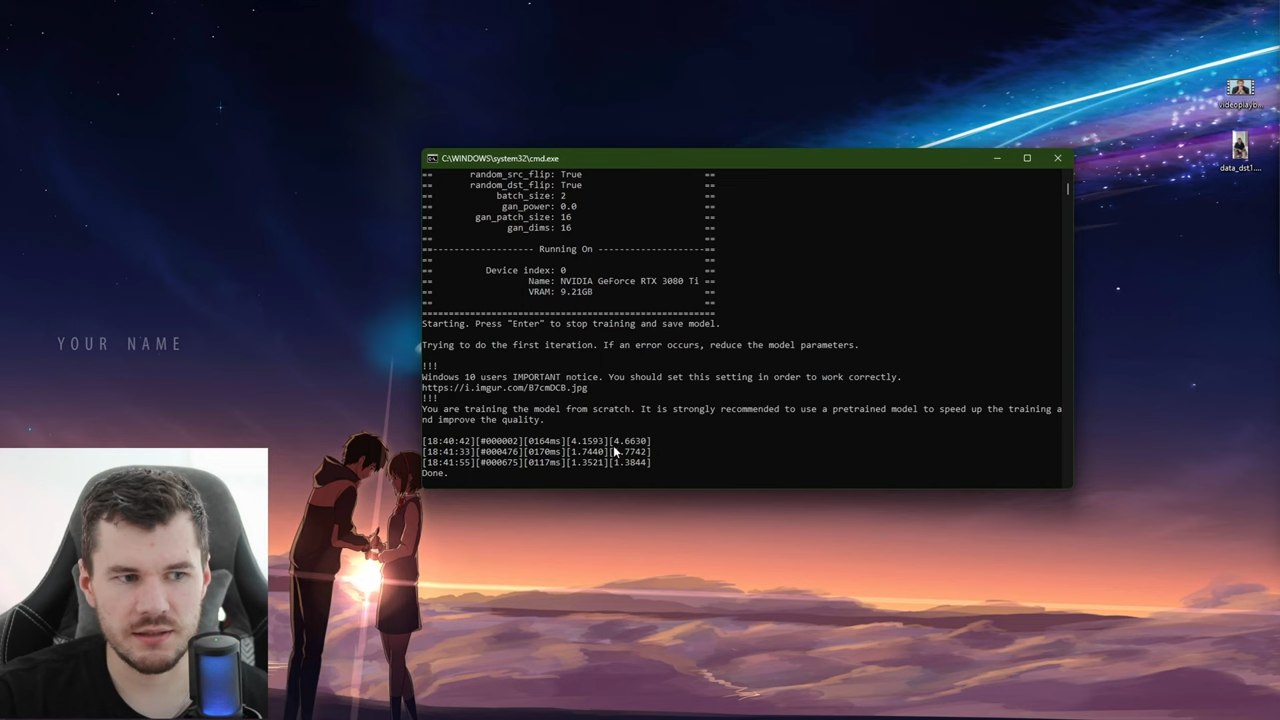 C:\WINDOWS\system32\cmd.exe
== random_src_flip: True ==
== random_dst_flip: True ==
== batch_size: 2 ==
== gan_power: 0.0 ==
== gan_patch_size: 16 ==
== gan_dims: 16 ==
== ==
==------------------ Running On --------------------==
== ==
== Device index: 0 ==
== Name: NVIDIA GeForce RTX 3080 Ti ==
== VRAM: 9.21GB ==
== ==
=======================================================
Starting. Press "Enter" to stop training and save model.
Trying to do the first iteration. If an error occurs, reduce the model parameters.
!!!
Windows 10 users IMPORTANT notice. You should set this setting in order to work correctly.
https://i.imgur.com/B7cmDCB.jpg
!!!
You are training the model from scratch. It is strongly recommended to use a pretrained model to speed up the training a
nd improve the quality.
[18:40:42][#000002][0164ms][4.1593][4.6630]
[18:41:33][#000476][0170ms][1.7440][ .7742]
[18:41:55][#000675][0117ms][1.3521][1.3844]
Done.
YOUR NAME
videoplayb...
data_dst1....